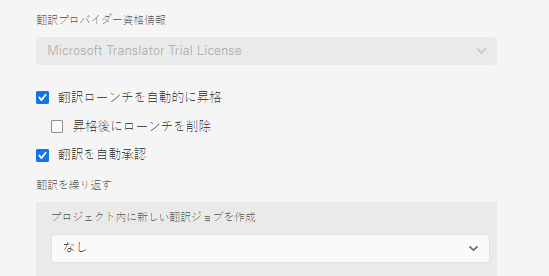 翻訳プロバイダー資格情報
Microsoft Translator Trial License
翻訳ローンチを自動的に昇格
昇格後にローンチを削除
翻訳を自動承認
翻訳を繰り返す
プロジェクト内に新しい翻訳ジョブを作成
なし